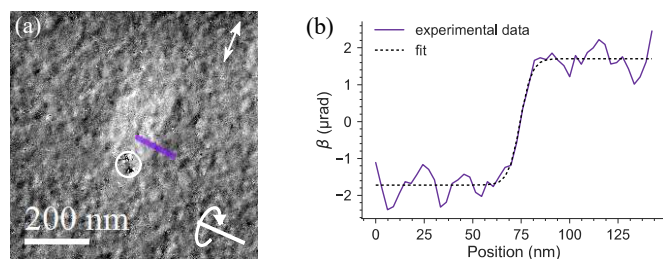 (a)
200 nm
(b)
experimental data
fit
β (μrad)
2
1
0
−1
−2
0
25
50
75
100
125
Position (nm)